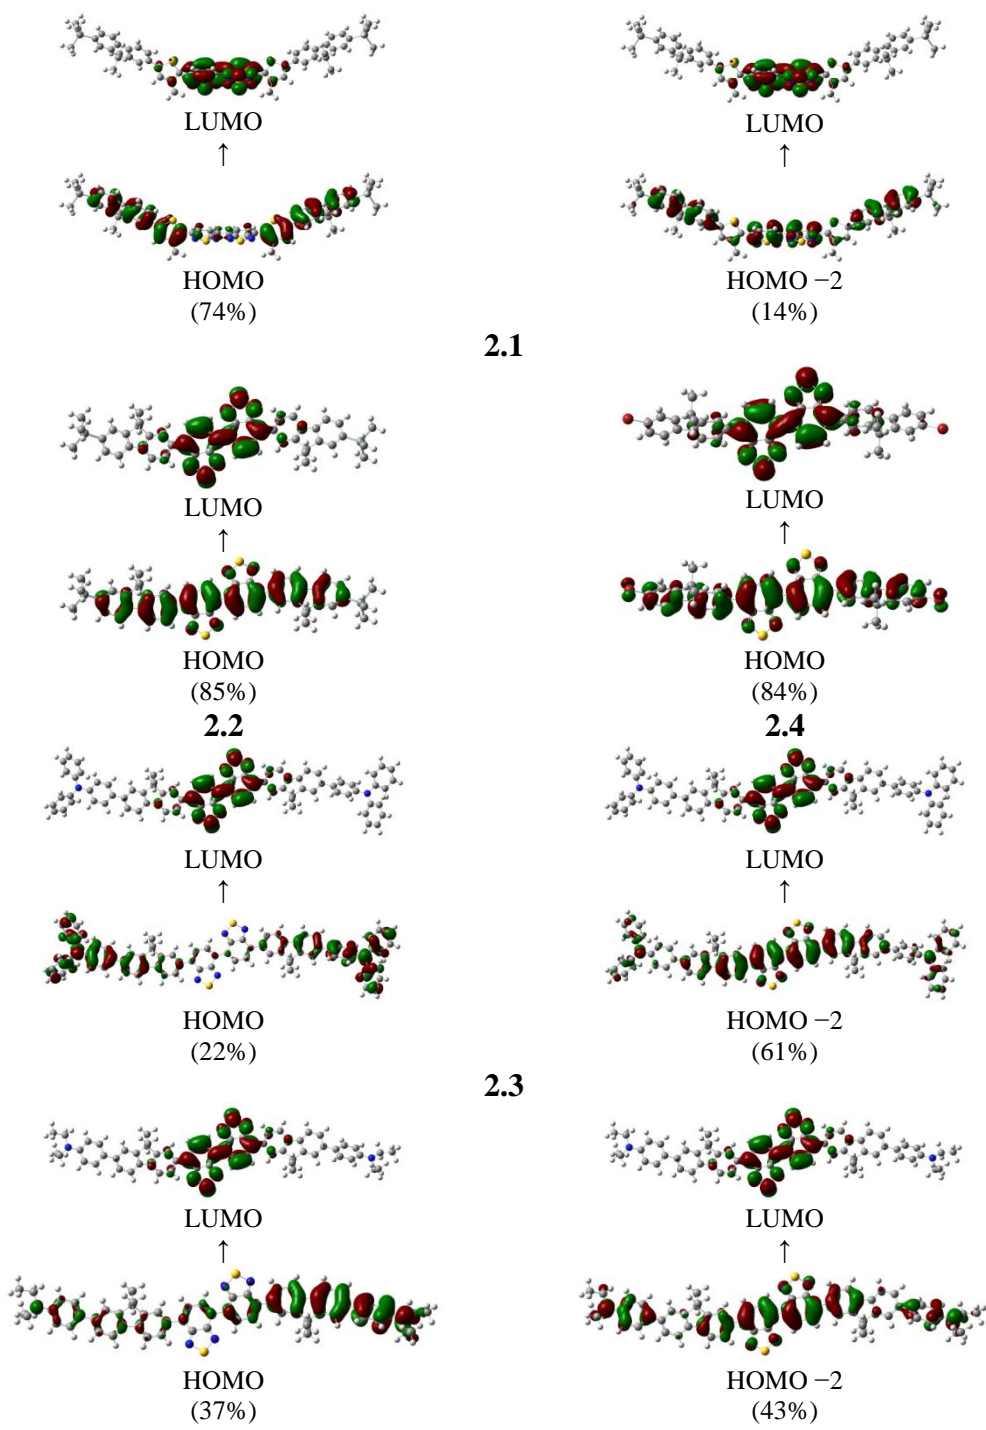 LUMO
LUMO
↑
↑
HOMO
HOMO −2
(74%)
(14%)
2.1
LUMO
LUMO
↑
↑
HOMO
HOMO
(85%)
(84%)
2.2
2.4
LUMO
LUMO
↑
↑
HOMO
HOMO −2
(22%)
(61%)
2.3
LUMO
LUMO
↑
↑
HOMO
HOMO −2
(37%)
(43%)